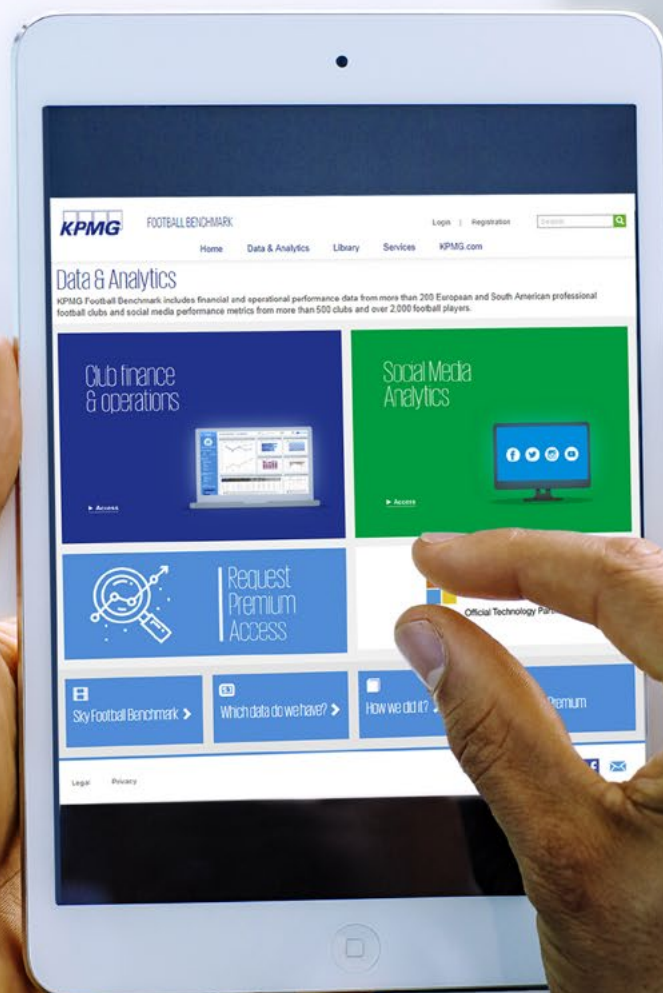 KPMG
FOOTBALL BENCHMARK
Login | Registration
Search
Home Data & Analytics Library Services KPMG.com
Data & Analytics
KPMG Football Benchmark includes financial and operational performance data from more than 200 European and South American professional
football clubs and social media performance metrics from more than 500 clubs and over 2,000 football players.
Club finance
& operations
Access
Social Media
Analytics
Access
Request
Premium
Access
Official Technology
Sky Football Benchmark
Which data do we have?
How we did it?
Premium
Legal Privacy